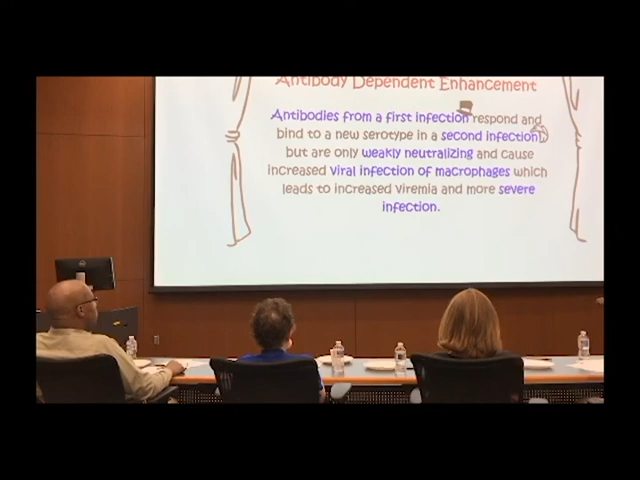 Antibody Dependent Enhancement
Antibodies from a first infection respond and
bind to a new serotype in a second infection
but are only weakly neutralizing and cause
increased viral infection of macrophages which
leads to increased viremia and more severe
infection.